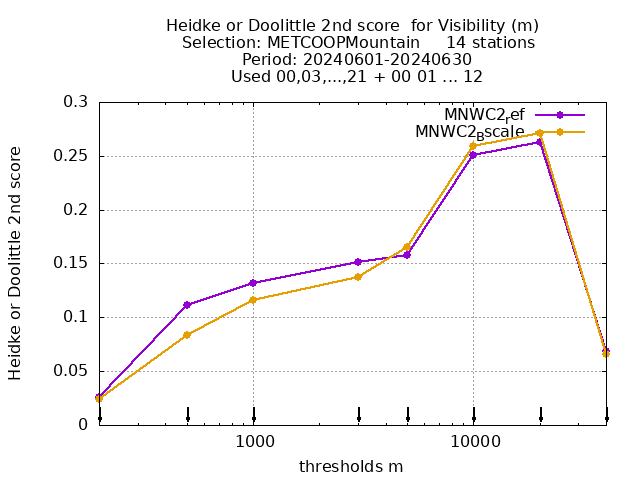 Heidke or Doolittle 2nd score  for Visibility (m)
Selection: METCOOPMountain     14 stations
Period: 20240601-20240630
Used 00,03,...,21 + 00 01 ... 12
MNWC2ref
MNWC2Bscale
Heidke or Doolittle 2nd score
0.3
0.25
0.2
0.15
0.1
0.05
0
1000
10000
thresholds m